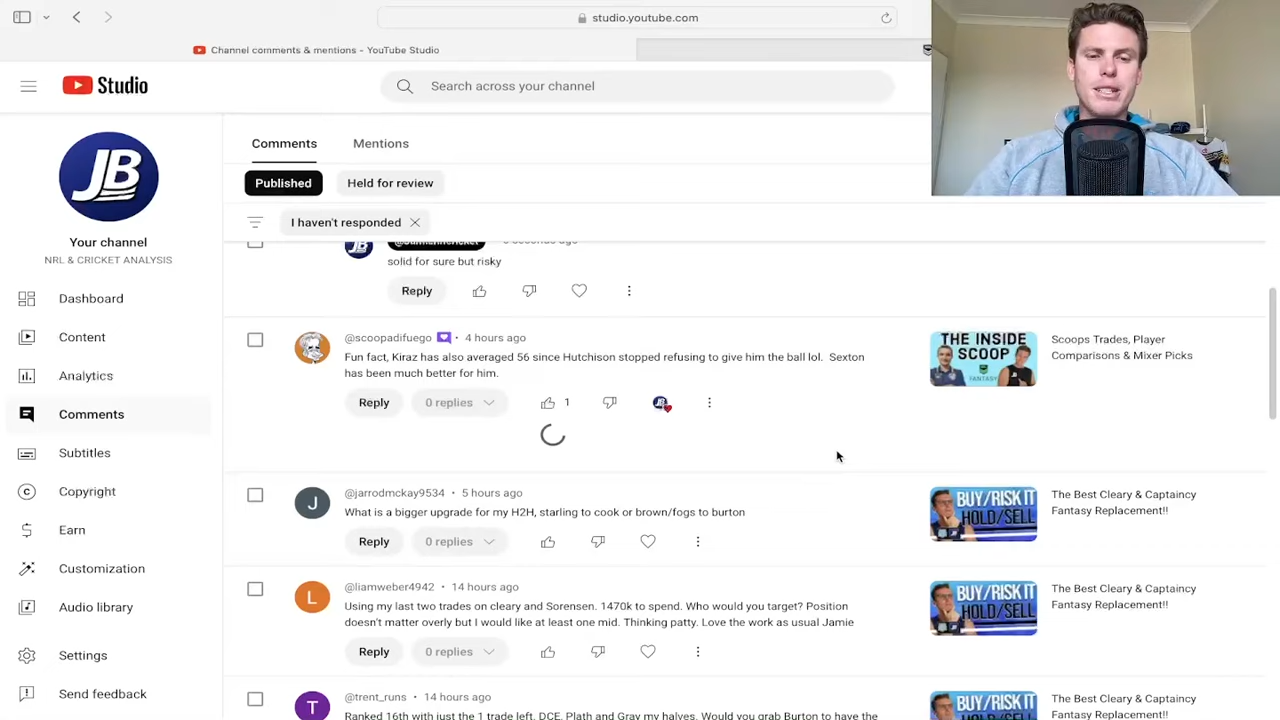 studio.youtube.com
Channel comments & mentions - YouTube Studio
Studio
Search across your channel
JB
Your channel
NRL & CRICKET ANALYSIS
Dashboard
Content
Analytics
Comments
Subtitles
Copyright
Earn
Customization
Audio library
Settings
Send feedback
Comments
Mentions
Published
Held for review
I haven't responded
JB
solid for sure but risky
Reply
@scoopadifuego • 4 hours ago
Fun fact, Kiraz has also averaged 56 since Hutchison stopped refusing to give him the ball lol. Sexton
has been much better for him.
Reply
0 replies
1
JB
THE INSIDE
SCOOP
FANTASY
Scoops Trades, Player
Comparisons & Mixer Picks
J
@jarrodmckay9534 • 5 hours ago
What is a bigger upgrade for my H2H, starting to cook or brown/fogs to burton
Reply
0 replies
BUY/RISK IT
HOLD/SELL
The Best Cleary & Captaincy
Fantasy Replacement!!
L
@liamweber4942 • 14 hours ago
Using my last two trades on cleary and Sorensen. 1470k to spend. Who would you target? Position
doesn't matter overly but I would like at least one mid. Thinking patty. Love the work as usual Jamie
Reply
0 replies
BUY/RISK IT
HOLD/SELL
The Best Cleary & Captaincy
Fantasy Replacement!!
T
@trent_runs • 14 hours ago
Ranked 16th with just the 1 trade left, DCE, Plath and Gray my halves. Would you grab Burton to have the
BUY/RISK IT
The Best Cleary & Captaincy
Fantasy Replacement!!